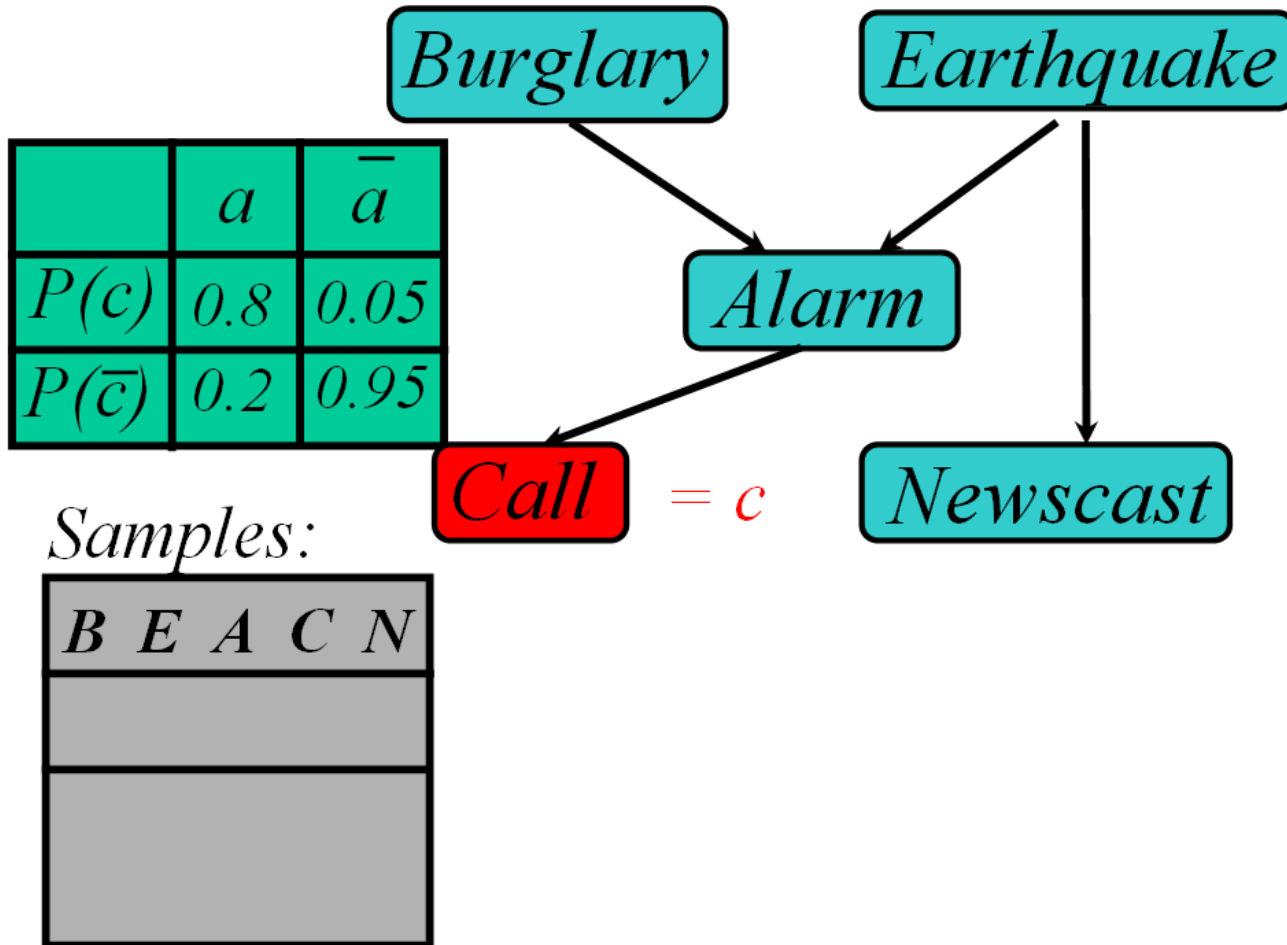 Burglary
Earthquake
a a̅
P(c) 0.8 0.05
P(c̅) 0.2 0.95
Alarm
Call = c
Newscast
Samples:
B E A C N